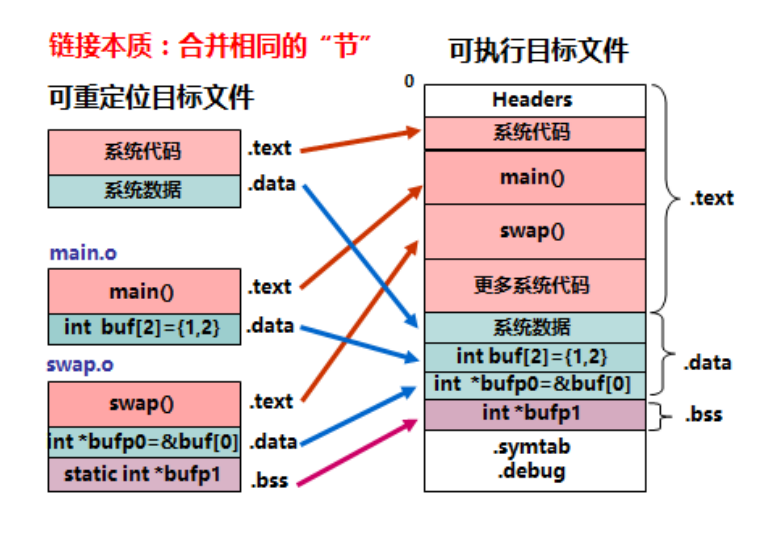 链接本质：合并相同的“节”
可重定位目标文件
系统代码
.text
系统数据
.data
main.o
main()
.text
int buf[2]={1,2}
.data
swap.o
swap()
.text
int *bufp0=&buf[0]
.data
static int *bufp1
.bss
可执行目标文件
0
Headers
系统代码
main()
swap()
更多系统代码
.text
系统数据
int buf[2]={1,2}
int *bufp0=&buf[0]
.data
int *bufp1
.bss
.symtab
.debug